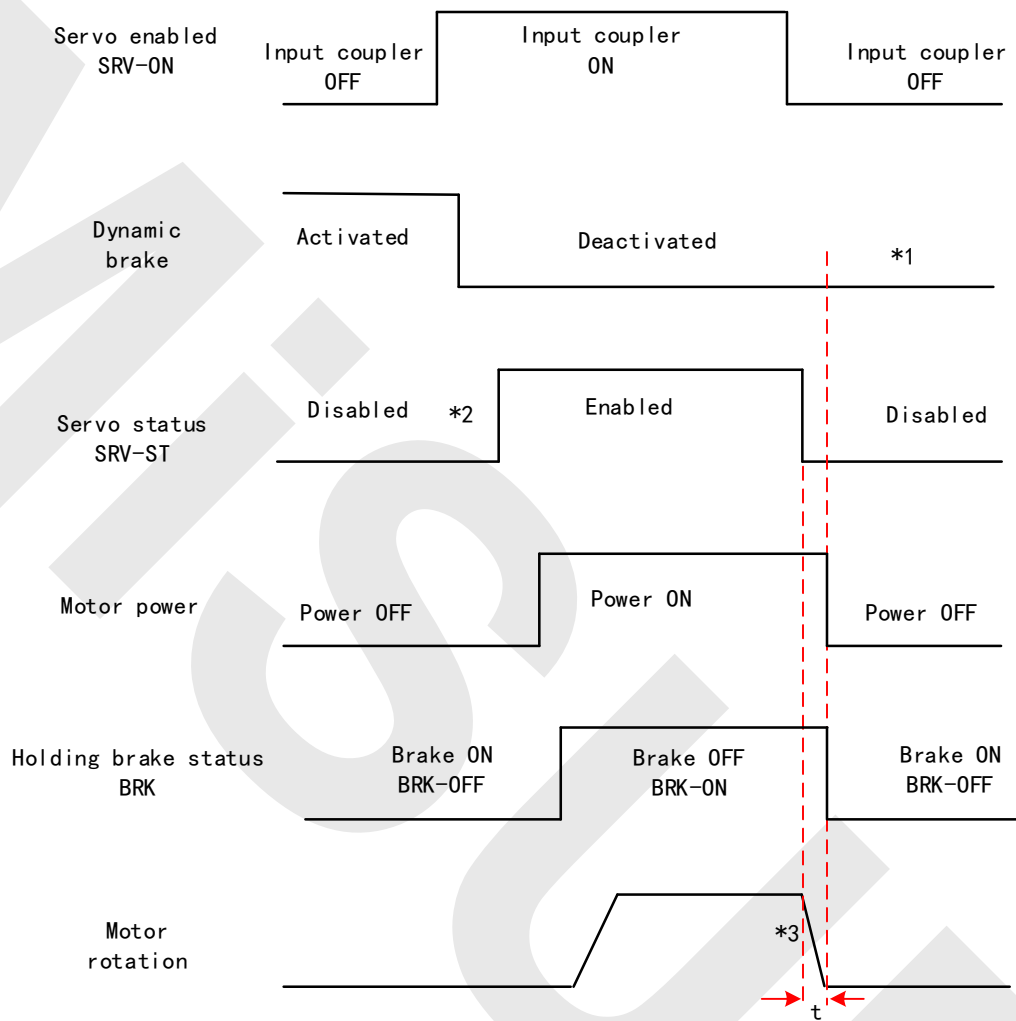 Servo enabled
SRV-ON
Input coupler
OFF
Input coupler
ON
Input coupler
OFF
Dynamic
brake
Activated
Deactivated
*1
Servo status
SRV-ST
Disabled
*2
Enabled
Disabled
Motor power
Power OFF
Power ON
Power OFF
Holding brake status
BRK
Brake ON
BRK-OFF
Brake OFF
BRK-ON
Brake ON
BRK-OFF
Motor
rotation
*3
t